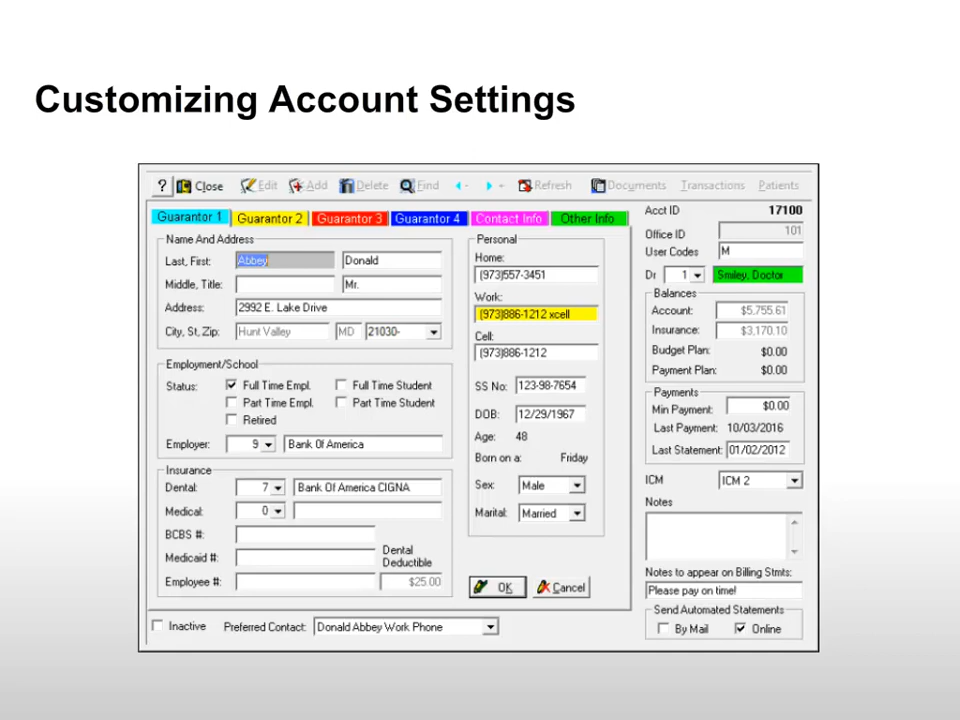 Customizing Account Settings
? Close Edit Add Delete Find Refresh Documents Transactions Patients
Guarantor 1 Guarantor 2 Guarantor 3 Guarantor 4 Contact Info Other Info
Name And Address
Last, First: Abbey Donald
Middle, Title: Mr.
Address: 2992 E. Lake Drive
City, St, Zip: Hunt Valley MD 21030-
Employment/School
Status: Full Time Empl. Full Time Student
Part Time Empl. Part Time Student
Retired
Employer: 9 Bank Of America
Insurance
Dental: 7 Bank Of America CIGNA
Medical: 0
BCBS #:
Medicaid #:
Dental
Deductible
Employee #: $25.00
Personal
Home:
(973)557-3451
Work:
(973)886-1212 xcell
Cell:
(973)886-1212
SS No: 123-98-7654
DOB: 12/29/1967
Age: 48
Born on a: Friday
Sex: Male
Marital: Married
OK Cancel
Inactive Preferred Contact: Donald Abbey Work Phone
Acct ID 17100
Office ID 101
User Codes M
Dr 1 Smiley, Doctor
Balances
Account: $5,755.61
Insurance: $3,170.10
Budget Plan: $0.00
Payment Plan: $0.00
Payments
Min Payment: $0.00
Last Payment: 10/03/2016
Last Statement: 01/02/2012
ICM ICM 2
Notes
Notes to appear on Billing Stmts:
Please pay on time!
Send Automated Statements
By Mail Online